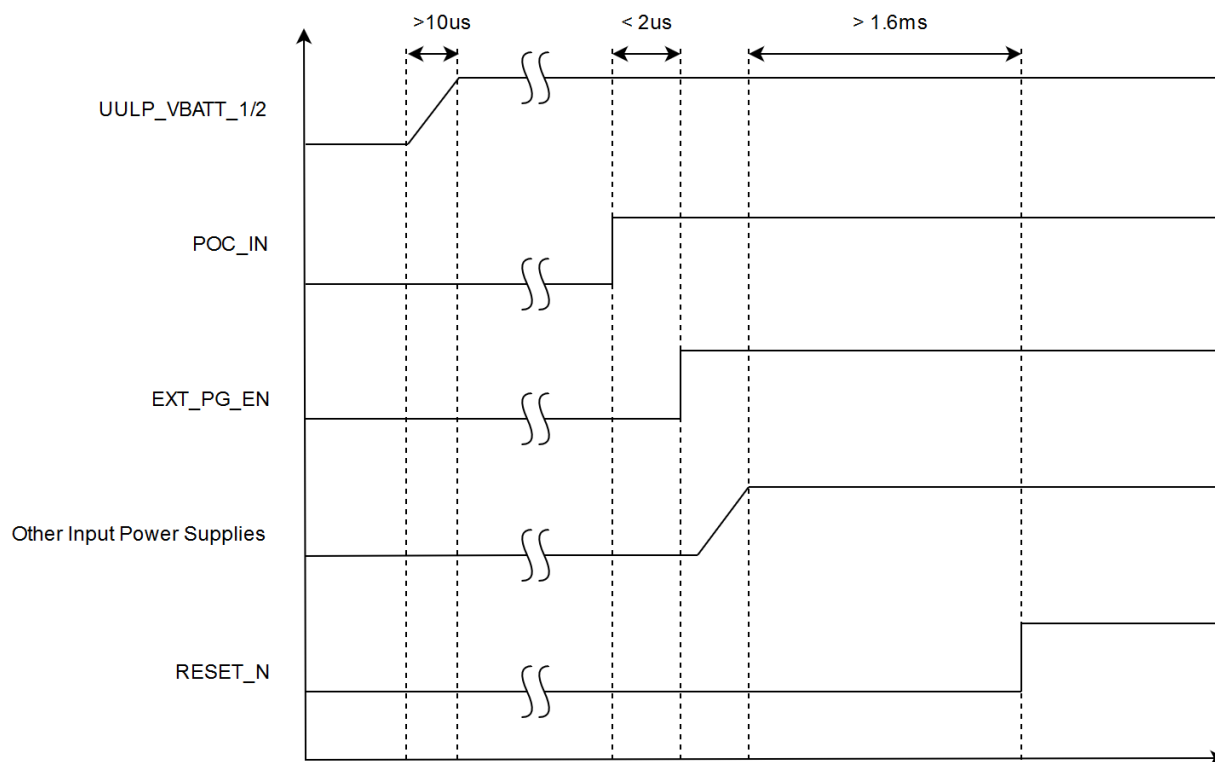 >10us
< 2us
> 1.6ms
UULP_VBATT_1/2
POC_IN
EXT_PG_EN
Other Input Power Supplies
RESET_N